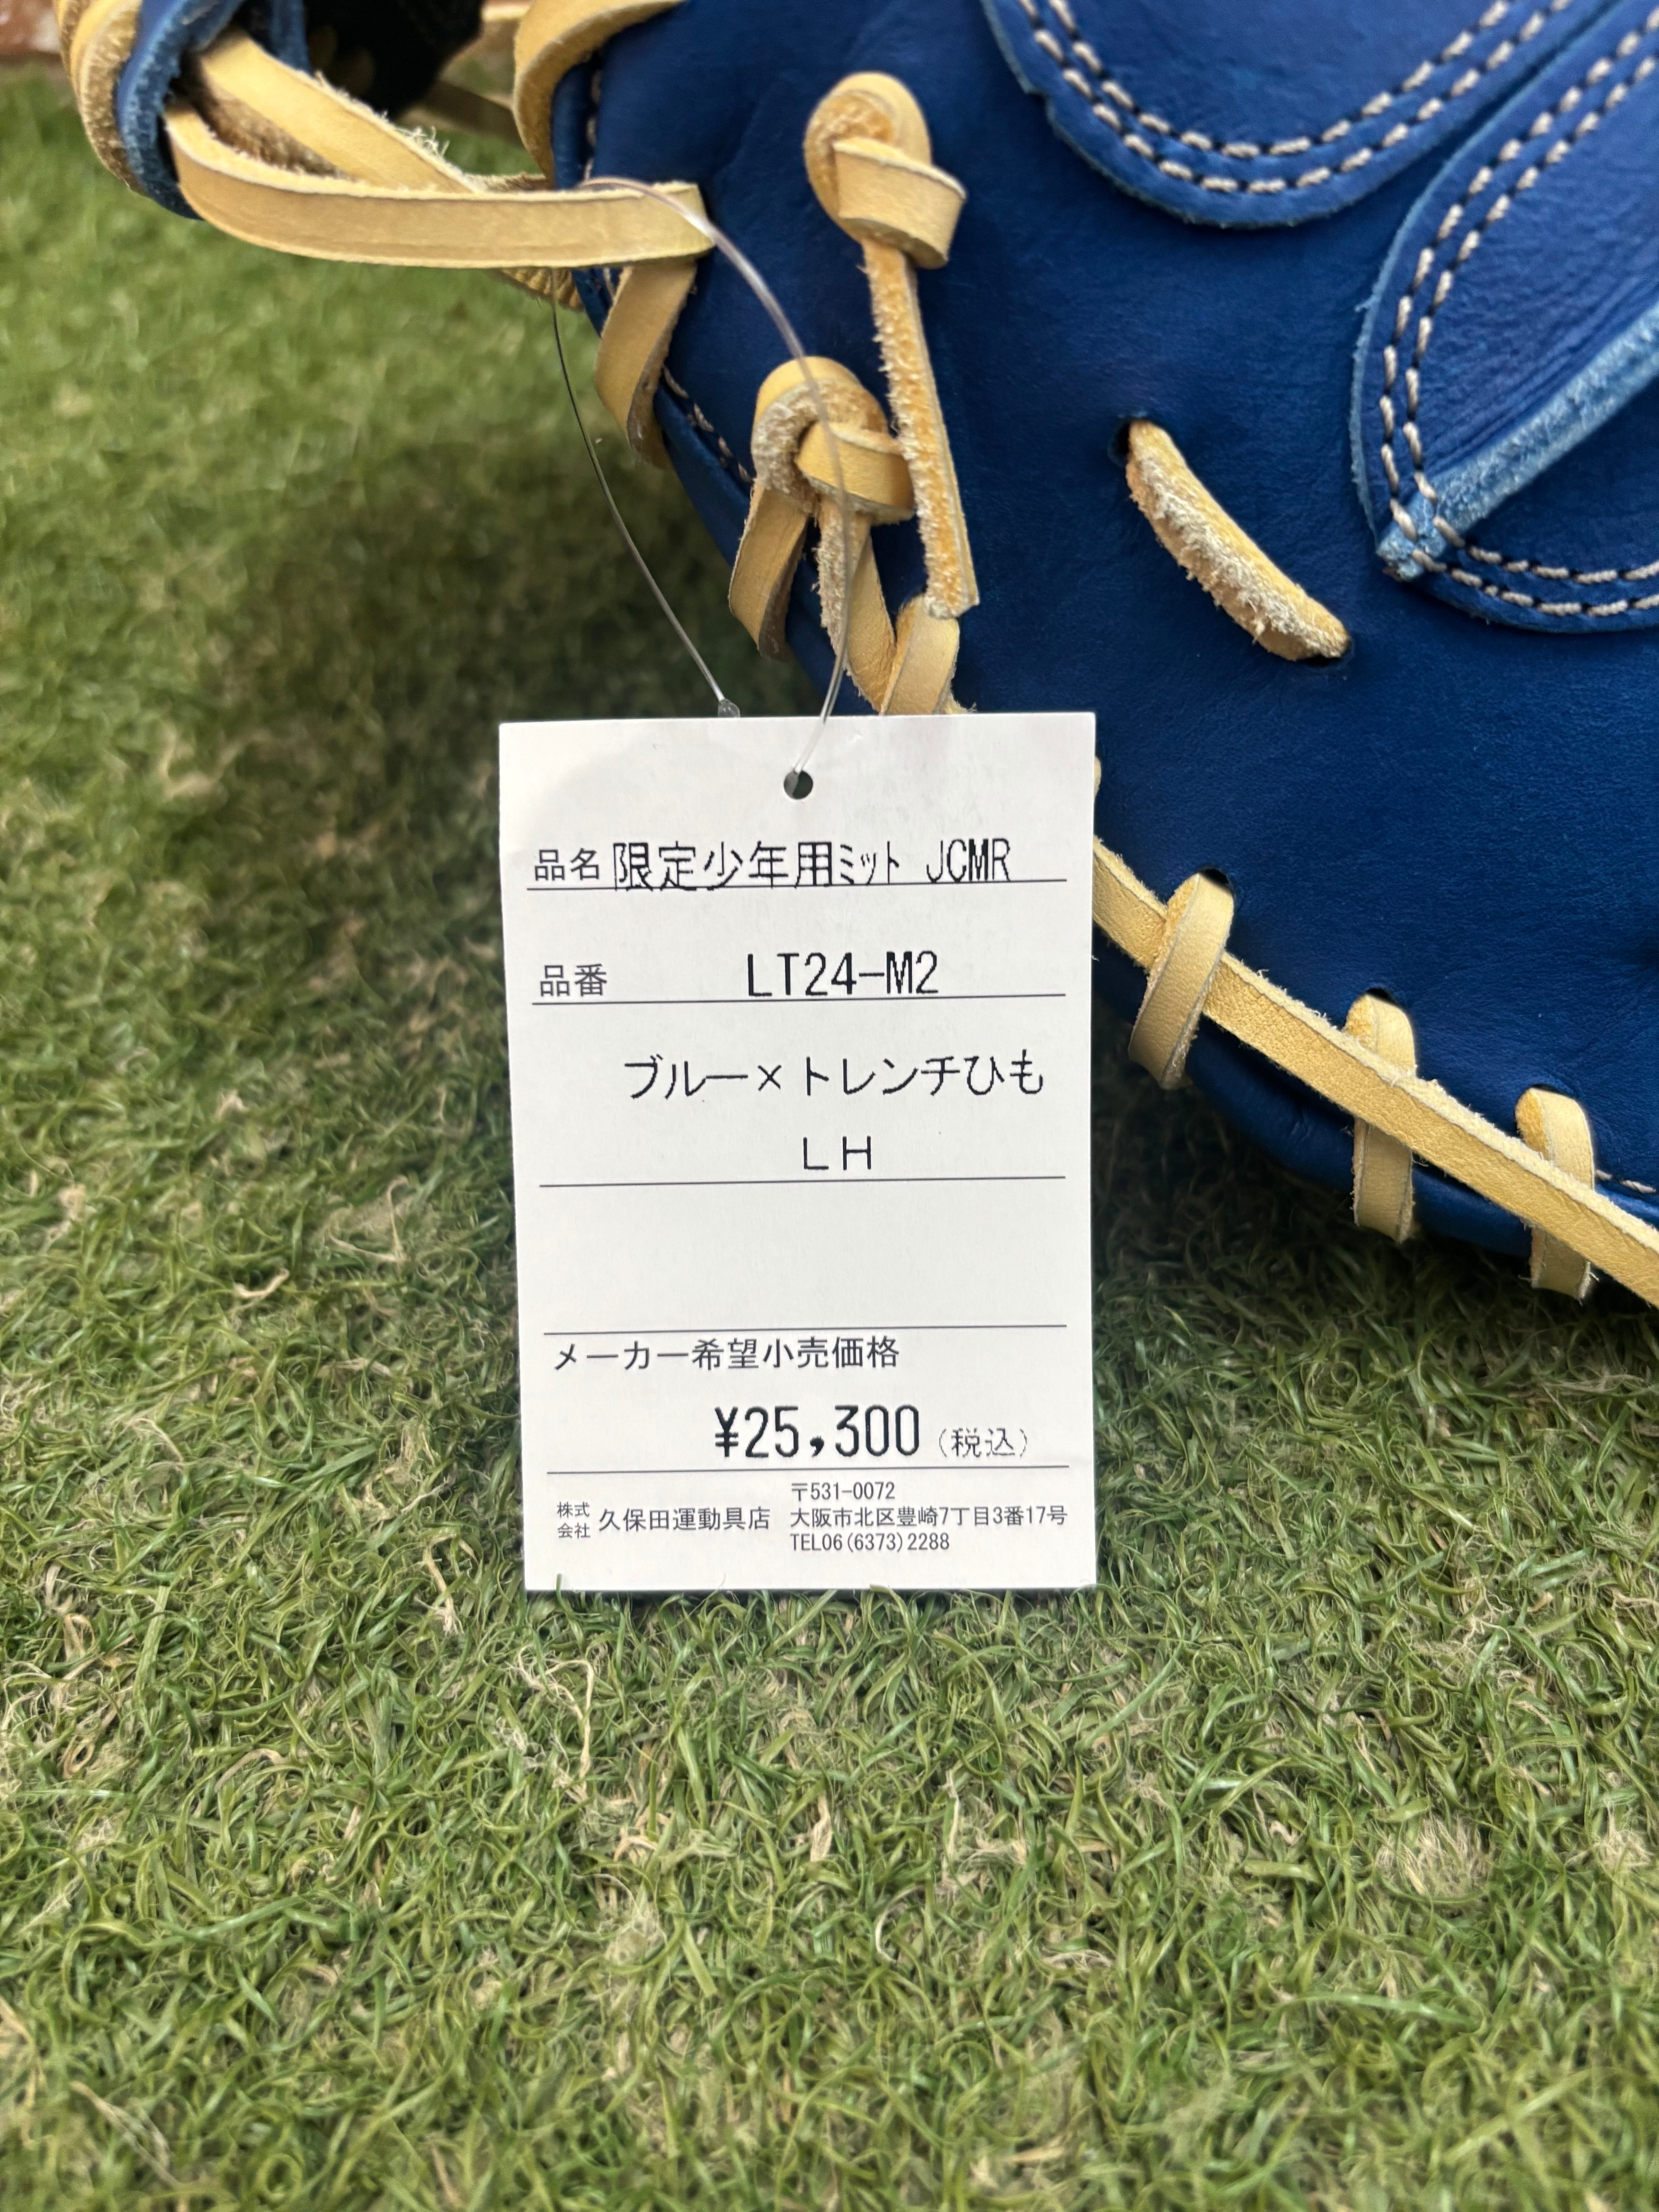 品名 限定少年用ミット JCMR
品番 LT24-M2
ブルー×トレンチひも
LH
メーカー希望小売価格
¥25,300(税込)
株式会社 久保田運動具店
〒531-0072
大阪市北区豊崎7丁目3番17号
TEL06(6373)2288